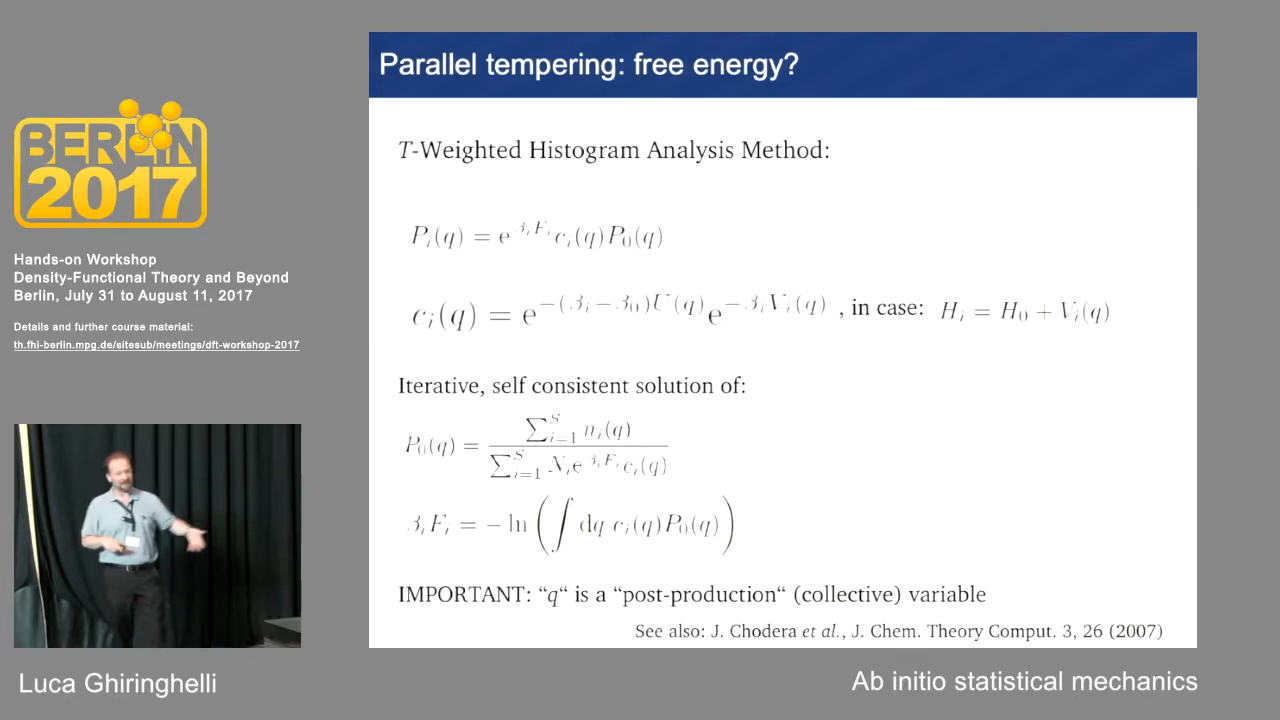 Parallel tempering: free energy?
BERLIN
2017
Hands-on Workshop
Density-Functional Theory and Beyond
Berlin, July 31 to August 11, 2017
Details and further course material:
th.fhi-berlin.mpg.de/sitesub/meetings/dft-workshop-2017
T-Weighted Histogram Analysis Method:
P_i(q) = e^{β_i F_i} c_i(q) P_0(q)
c_i(q) = e^{−(β_i−β_0)U(q)} e^{−β_i V_i(q)} , in case: H_i = H_0 + V_i(q)
Iterative, self consistent solution of:
P_0(q) = \frac{∑_{i=1}^{S} n_i(q)}{∑_{i=1}^{S} N_i e^{β_i F_i} c_i(q)}
β_i F_i = − ln (∫ dq c_i(q) P_0(q))
IMPORTANT: “q“ is a “post-production“ (collective) variable
See also: J. Chodera et al., J. Chem. Theory Comput. 3, 26 (2007)
Luca Ghiringhelli
Ab initio statistical mechanics